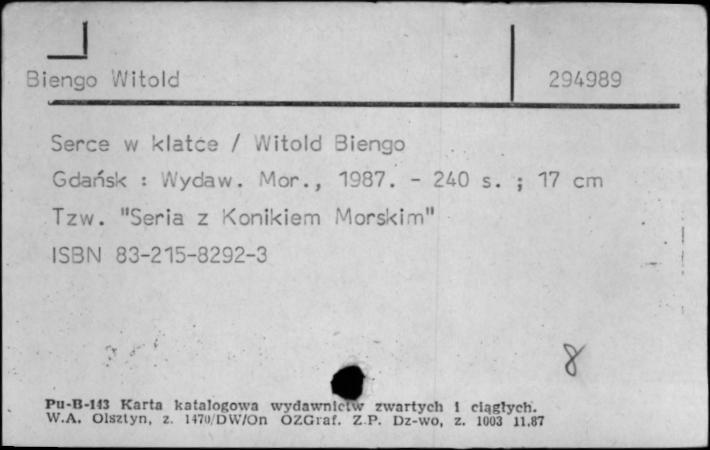 Biengo Witold 294989
Serce w klatce / Witold Biengo
Gdańsk : Wydaw. Mor., 1987. - 240 s. ; 17 cm
Tzw. "Seria z Konikiem Morskim"
ISBN 83-215-8292-3
8
Pu-B-143 Karta katalogowa wydawnictw zwartych i ciągłych.
W.A. Olsztyn, z. 1470/DW/On OZGraf. Z.P. Dz-wo, z. 1003 11.87